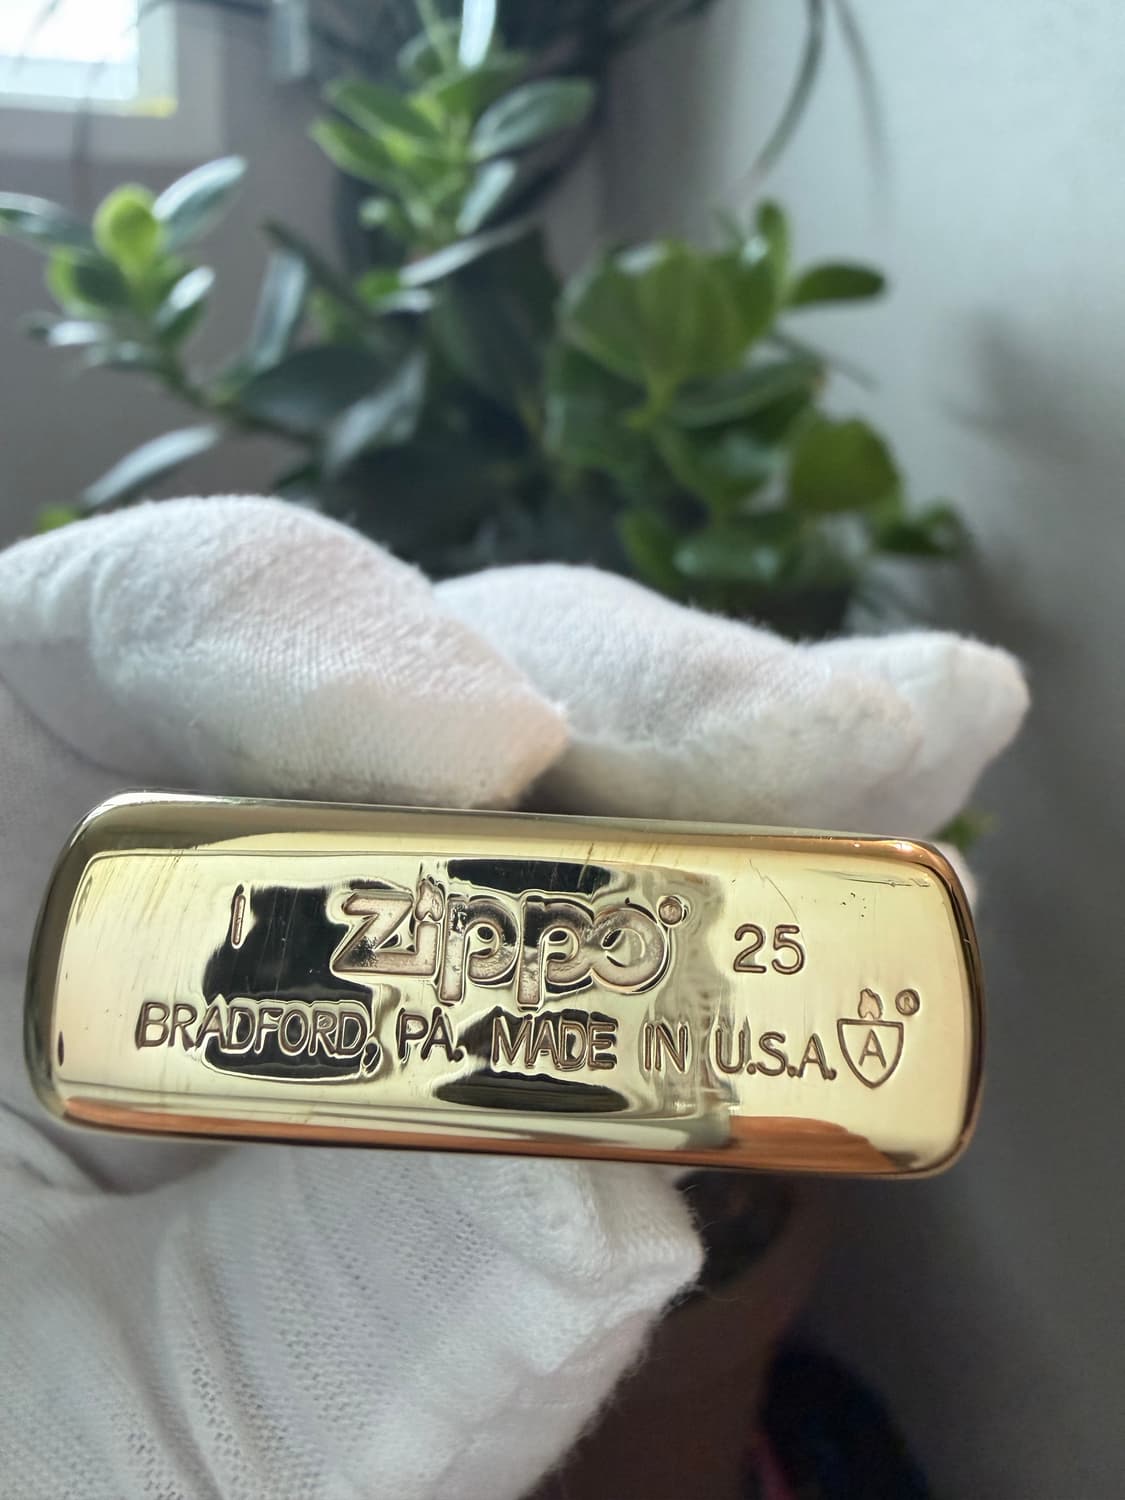 I zippo® 25
BRADFORD, PA. MADE IN U.S.A. A®